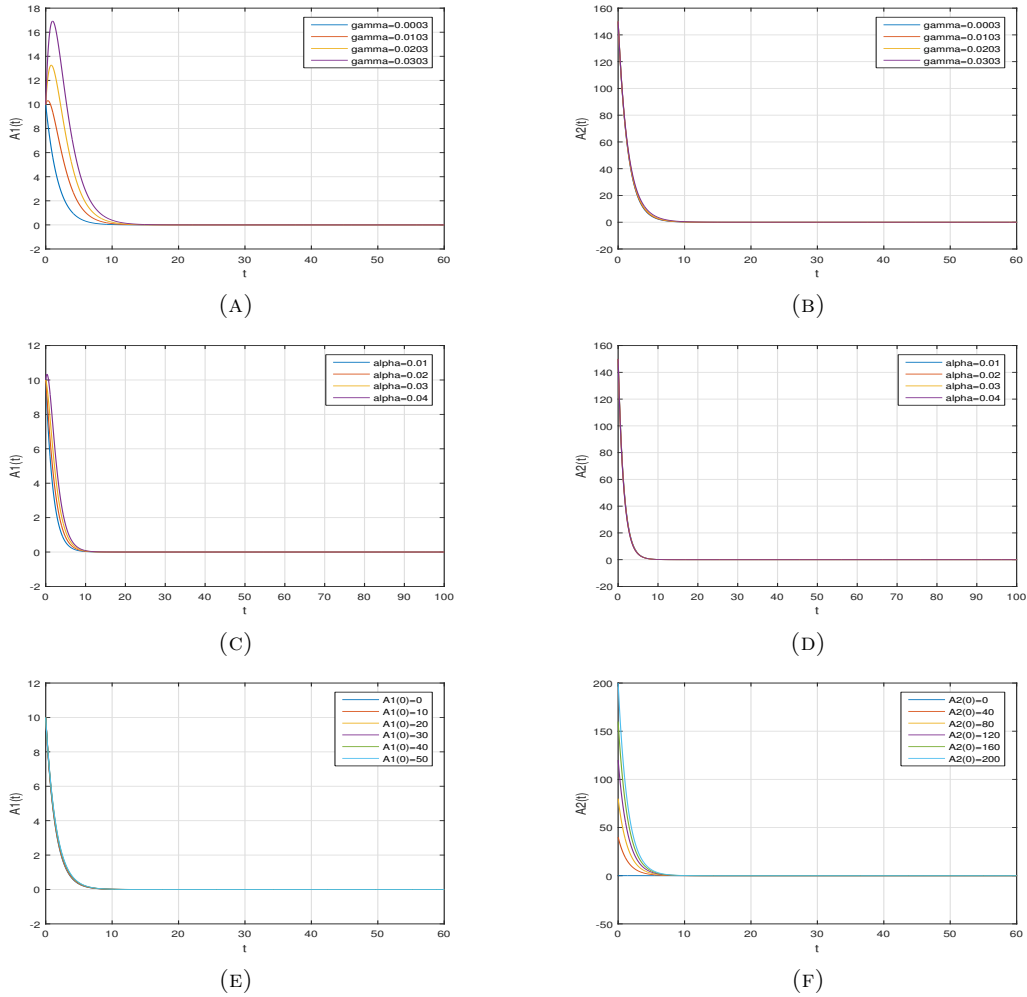 18
16
14
12
10
8
6
4
2
0
-2
A1(t)
gamma=0.0003
gamma=0.0103
gamma=0.0203
gamma=0.0303
0 10 20 30 40 50 60
t
(A)
160
140
120
100
80
60
40
20
0
-20
A2(t)
gamma=0.0003
gamma=0.0103
gamma=0.0203
gamma=0.0303
0 10 20 30 40 50 60
t
(B)
12
10
8
6
4
2
0
-2
A1(t)
alpha=0.01
alpha=0.02
alpha=0.03
alpha=0.04
0 10 20 30 40 50 60 70 80 90 100
t
(C)
160
140
120
100
80
60
40
20
0
-20
A2(t)
alpha=0.01
alpha=0.02
alpha=0.03
alpha=0.04
0 10 20 30 40 50 60 70 80 90 100
t
(D)
12
10
8
6
4
2
0
-2
A1(t)
A1(0)=0
A1(0)=10
A1(0)=20
A1(0)=30
A1(0)=40
A1(0)=50
0 10 20 30 40 50 60
t
(E)
200
150
100
50
0
-50
A2(t)
A2(0)=0
A2(0)=40
A2(0)=80
A2(0)=120
A2(0)=160
A2(0)=200
0 10 20 30 40 50 60
t
(F)